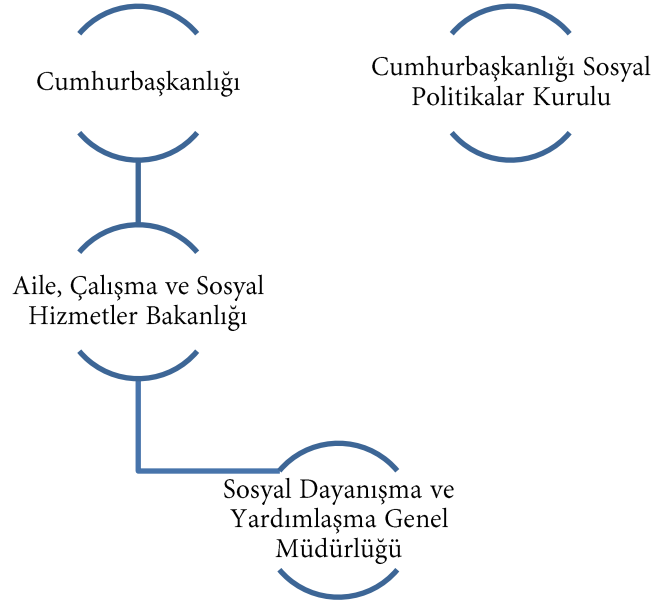 Cumhurbaşkanlığı
Cumhurbaşkanlığı Sosyal
Politikalar Kurulu
Aile, Çalışma ve Sosyal
Hizmetler Bakanlığı
Sosyal Dayanışma ve
Yardımlaşma Genel
Müdürlüğü